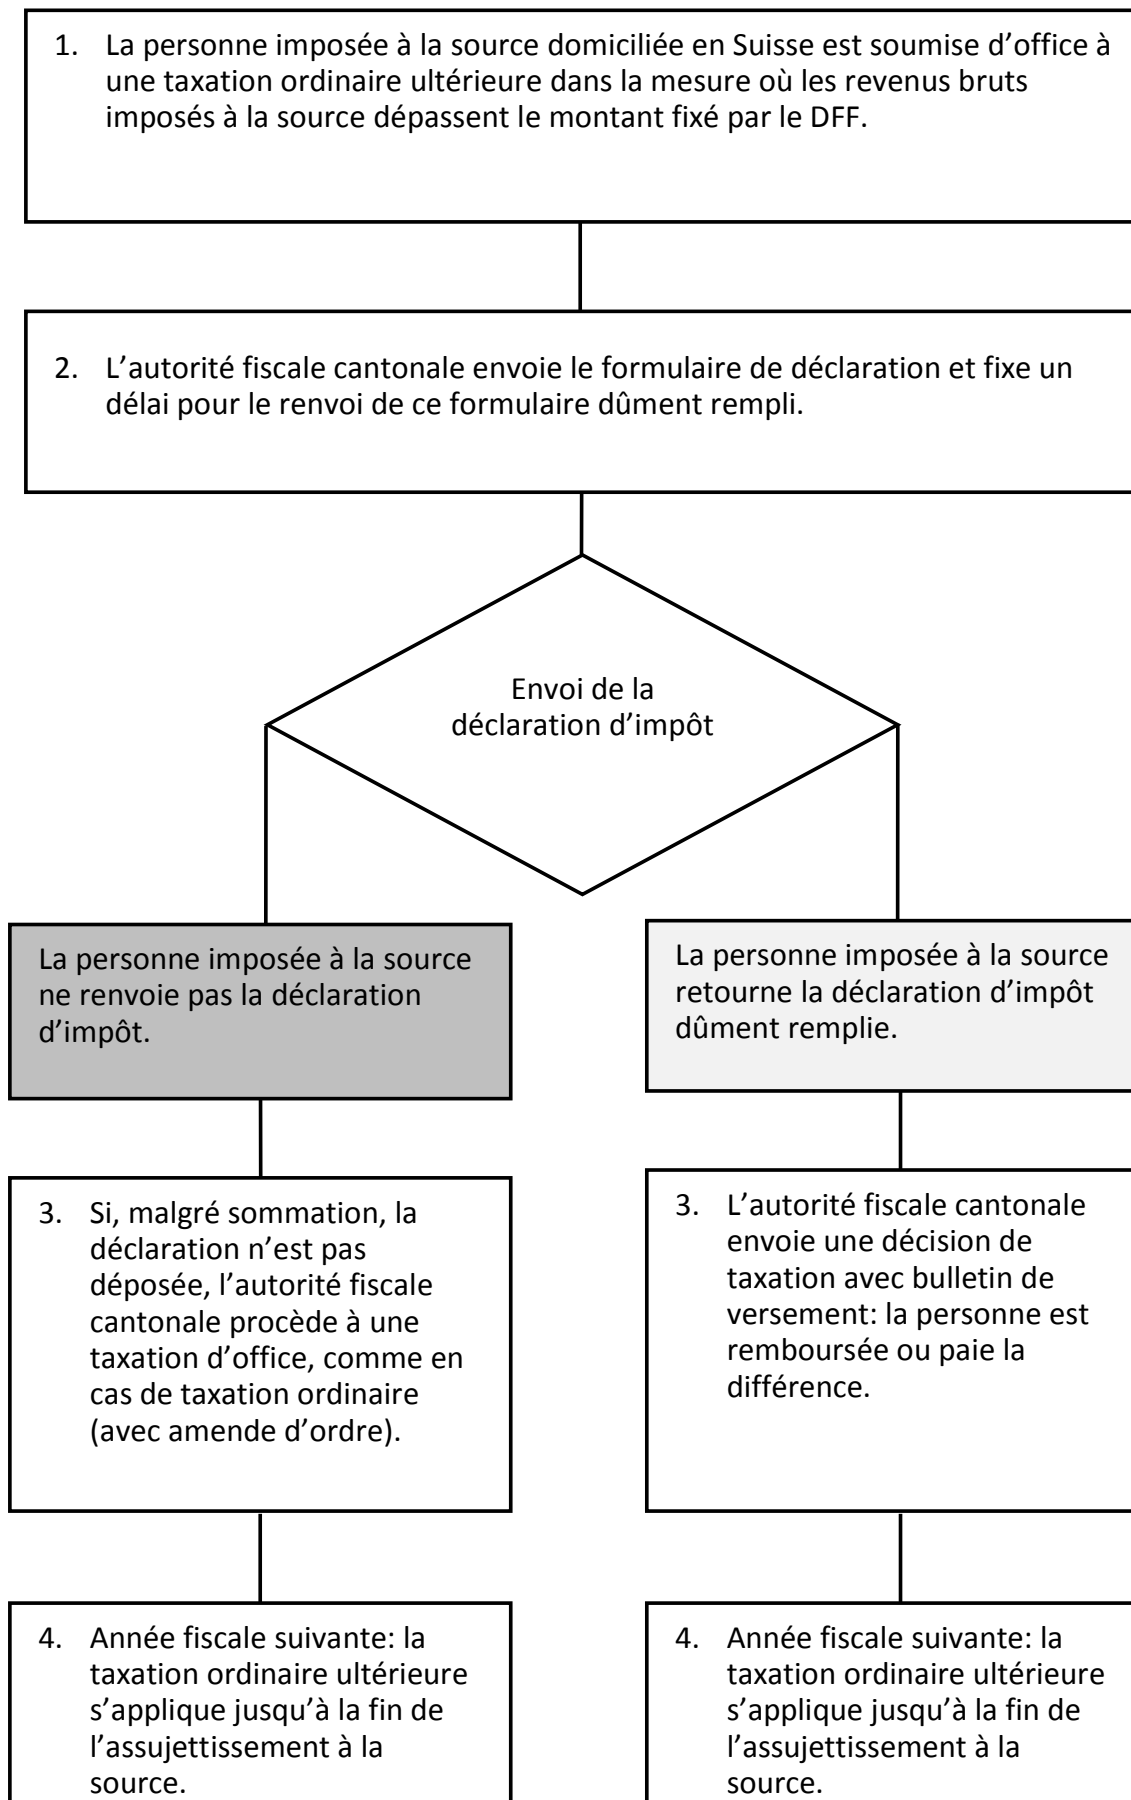 1. La personne imposée à la source domiciliée en Suisse est soumise d’office à
une taxation ordinaire ultérieure dans la mesure où les revenus bruts
imposés à la source dépassent le montant fixé par le DFF.
2. L’autorité fiscale cantonale envoie le formulaire de déclaration et fixe un
délai pour le renvoi de ce formulaire dûment rempli.
Envoi de la
déclaration d’impôt
La personne imposée à la source
ne renvoie pas la déclaration
d’impôt.
La personne imposée à la source
retourne la déclaration d’impôt
dûment remplie.
3. Si, malgré sommation, la
déclaration n’est pas
déposée, l’autorité fiscale
cantonale procède à une
taxation d’office, comme en
cas de taxation ordinaire
(avec amende d’ordre).
3. L’autorité fiscale cantonale
envoie une décision de
taxation avec bulletin de
versement: la personne est
remboursée ou paie la
différence.
4. Année fiscale suivante: la
taxation ordinaire ultérieure
s’applique jusqu’à la fin de
l’assujettissement à la
source.
4. Année fiscale suivante: la
taxation ordinaire ultérieure
s’applique jusqu’à la fin de
l’assujettissement à la
source.